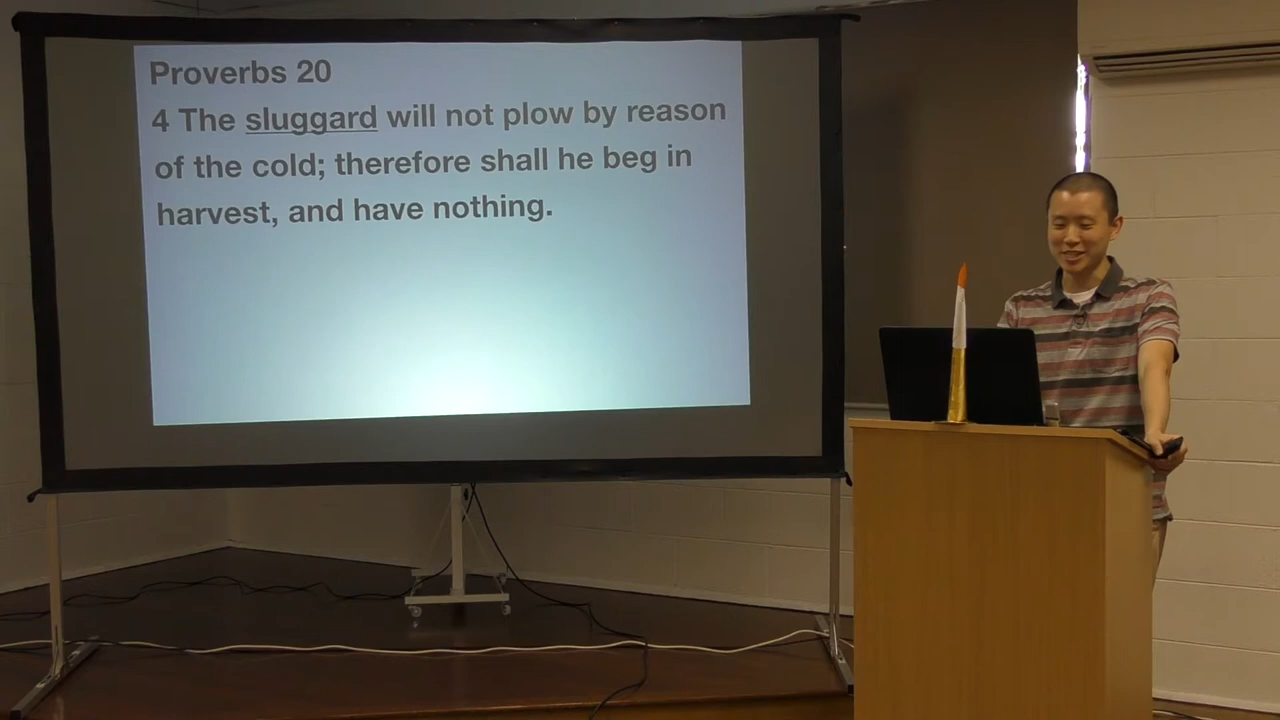 Proverbs 20
4 The sluggard will not plow by reason
of the cold; therefore shall he beg in
harvest, and have nothing.